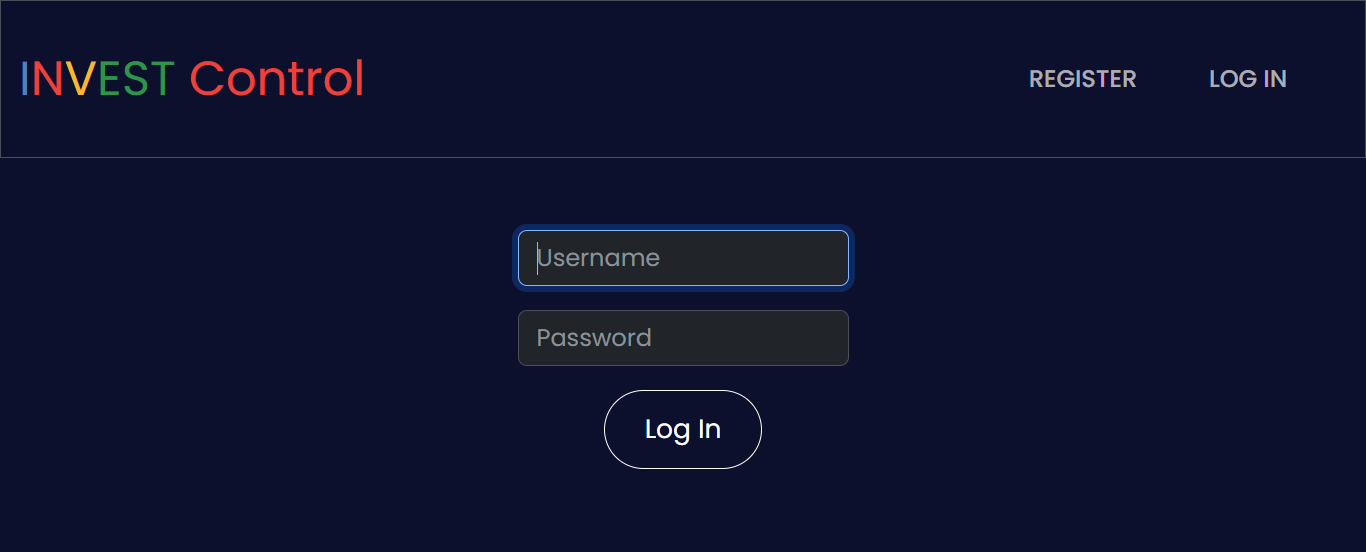 INVEST Control
REGISTER
LOG IN
Username
Password
Log In